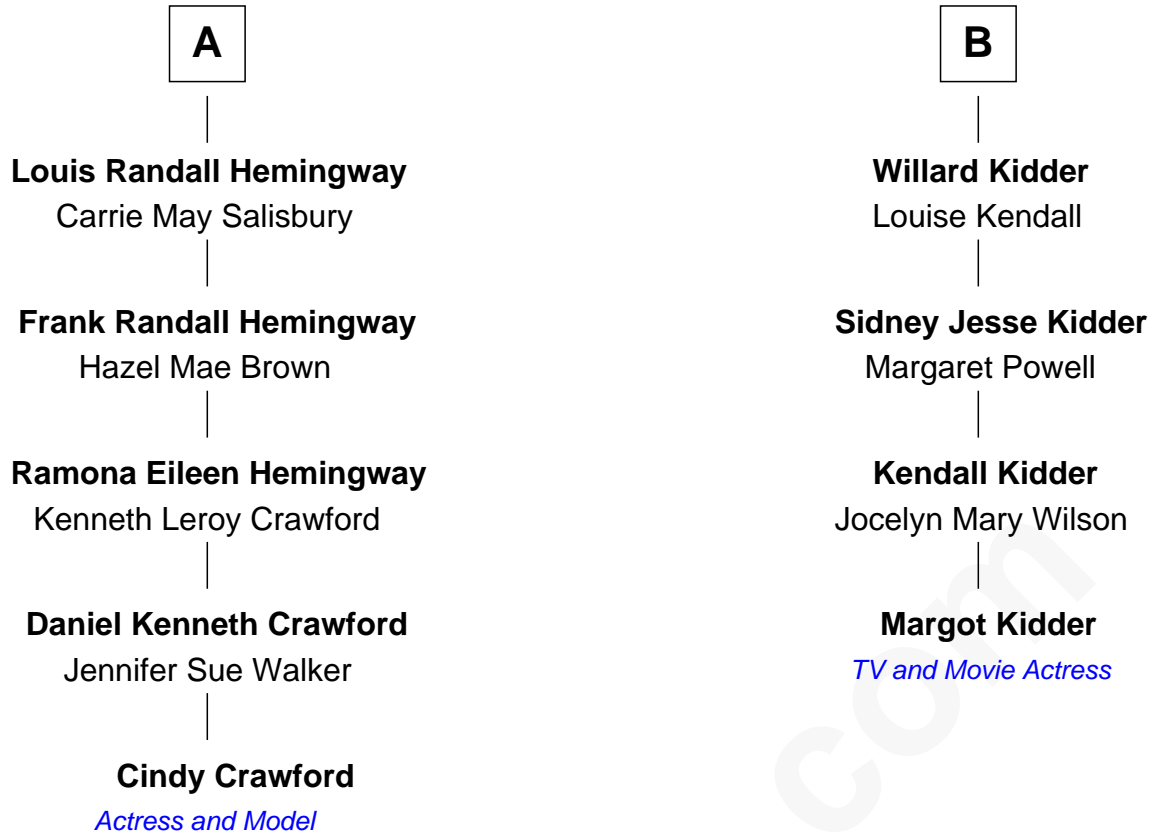 A
Louis Randall Hemingway
Carrie May Salisbury
Frank Randall Hemingway
Hazel Mae Brown
Ramona Eileen Hemingway
Kenneth Leroy Crawford
Daniel Kenneth Crawford
Jennifer Sue Walker
Cindy Crawford
Actress and Model
B
Willard Kidder
Louise Kendall
Sidney Jesse Kidder
Margaret Powell
Kendall Kidder
Jocelyn Mary Wilson
Margot Kidder
TV and Movie Actress
com